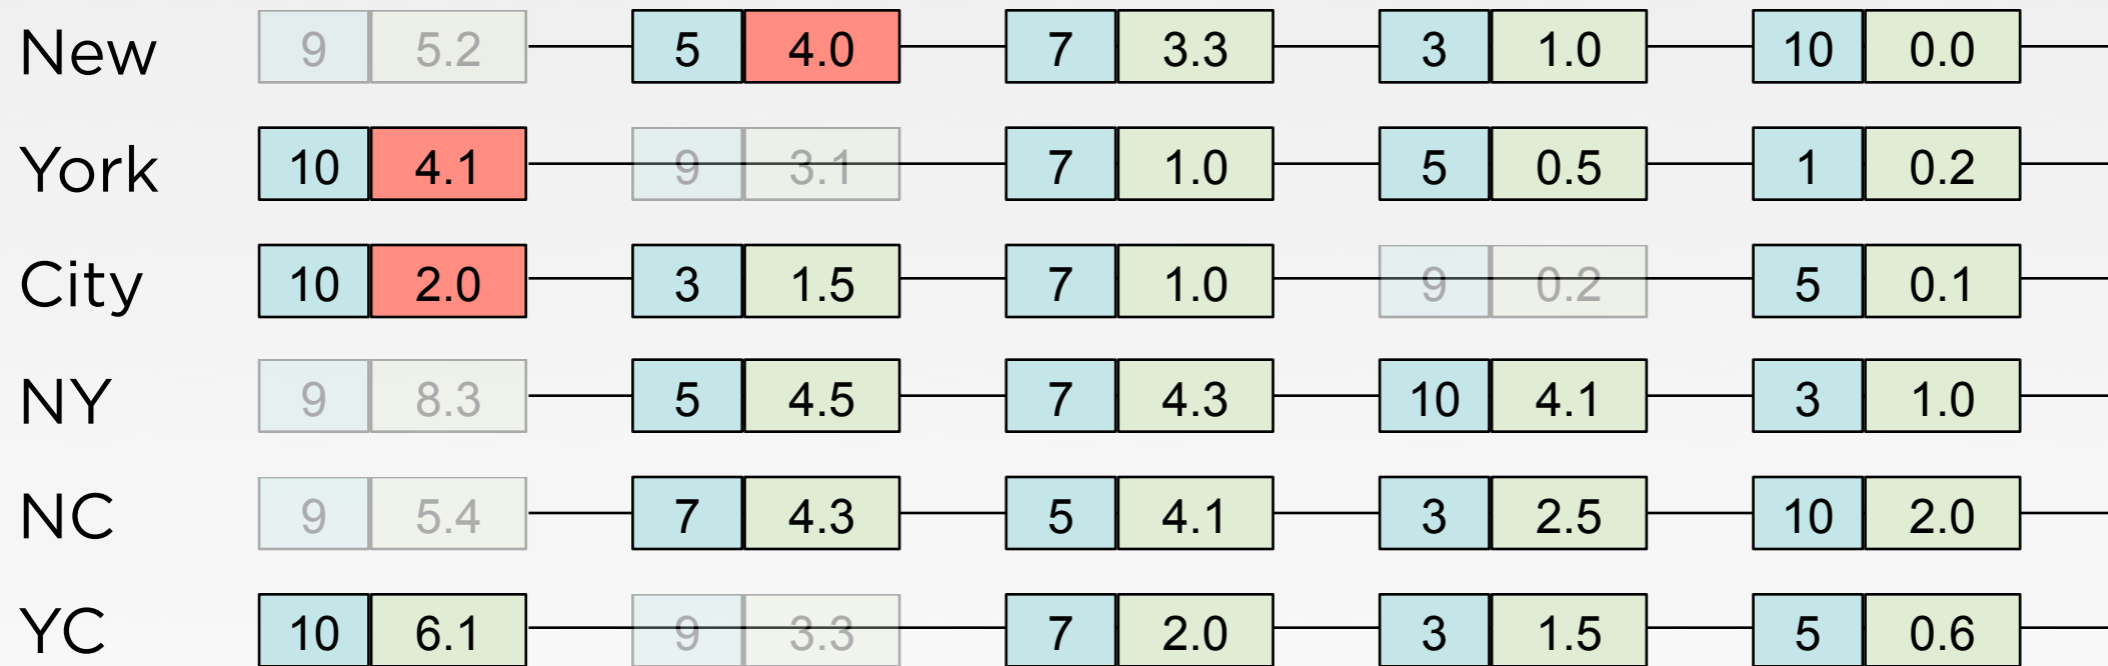 New 9 5.2 5 4.0 7 3.3 3 1.0 10 0.0
York 10 4.1 9 3.1 7 1.0 5 0.5 1 0.2
City 10 2.0 3 1.5 7 1.0 9 0.2 5 0.1
NY 9 8.3 5 4.5 7 4.3 10 4.1 3 1.0
NC 9 5.4 7 4.3 5 4.1 3 2.5 10 2.0
YC 10 6.1 9 3.3 7 2.0 3 1.5 5 0.6